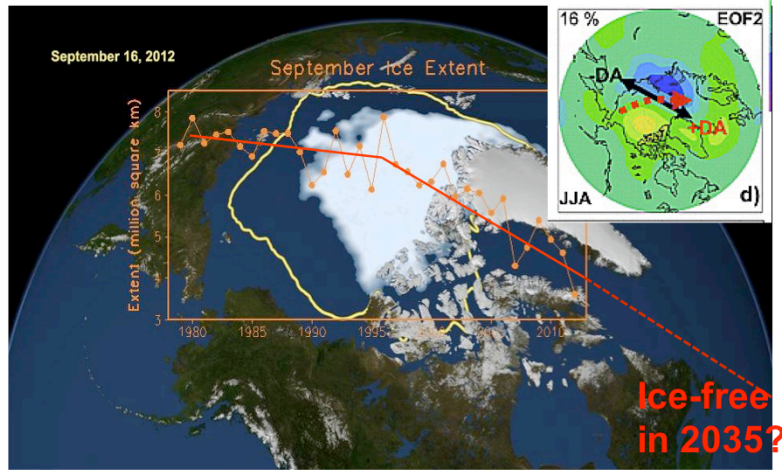 September 16, 2012
September Ice Extent
Extent (million square km)
8
7
6
5
4
3
1980
1985
1990
1995
2010
16 %
EOF2
-DA
+DA
JJA
d)
Ice-free
in 2035?